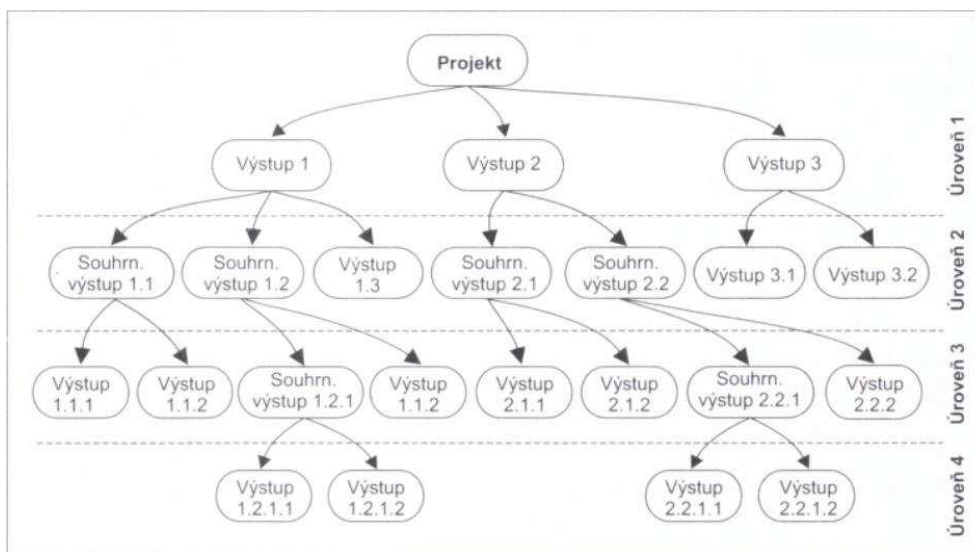 Projekt
Výstup 1
Výstup 2
Výstup 3
Úroveň 1
Souhrn.
výstup 1.1
Souhrn.
výstup 1.2
Výstup
1.3
Souhrn.
výstup 2.1
Souhrn.
výstup 2.2
Výstup 3.1
Výstup 3.2
Úroveň 2
Výstup
1.1.1
Výstup
1.1.2
Souhrn.
výstup 1.2.1
Výstup
1.1.2
Výstup
2.1.1
Výstup
2.1.2
Souhrn.
výstup 2.2.1
Výstup
2.2.2
Úroveň 3
Výstup
1.2.1.1
Výstup
1.2.1.2
Výstup
2.2.1.1
Výstup
2.2.1.2
Úroveň 4